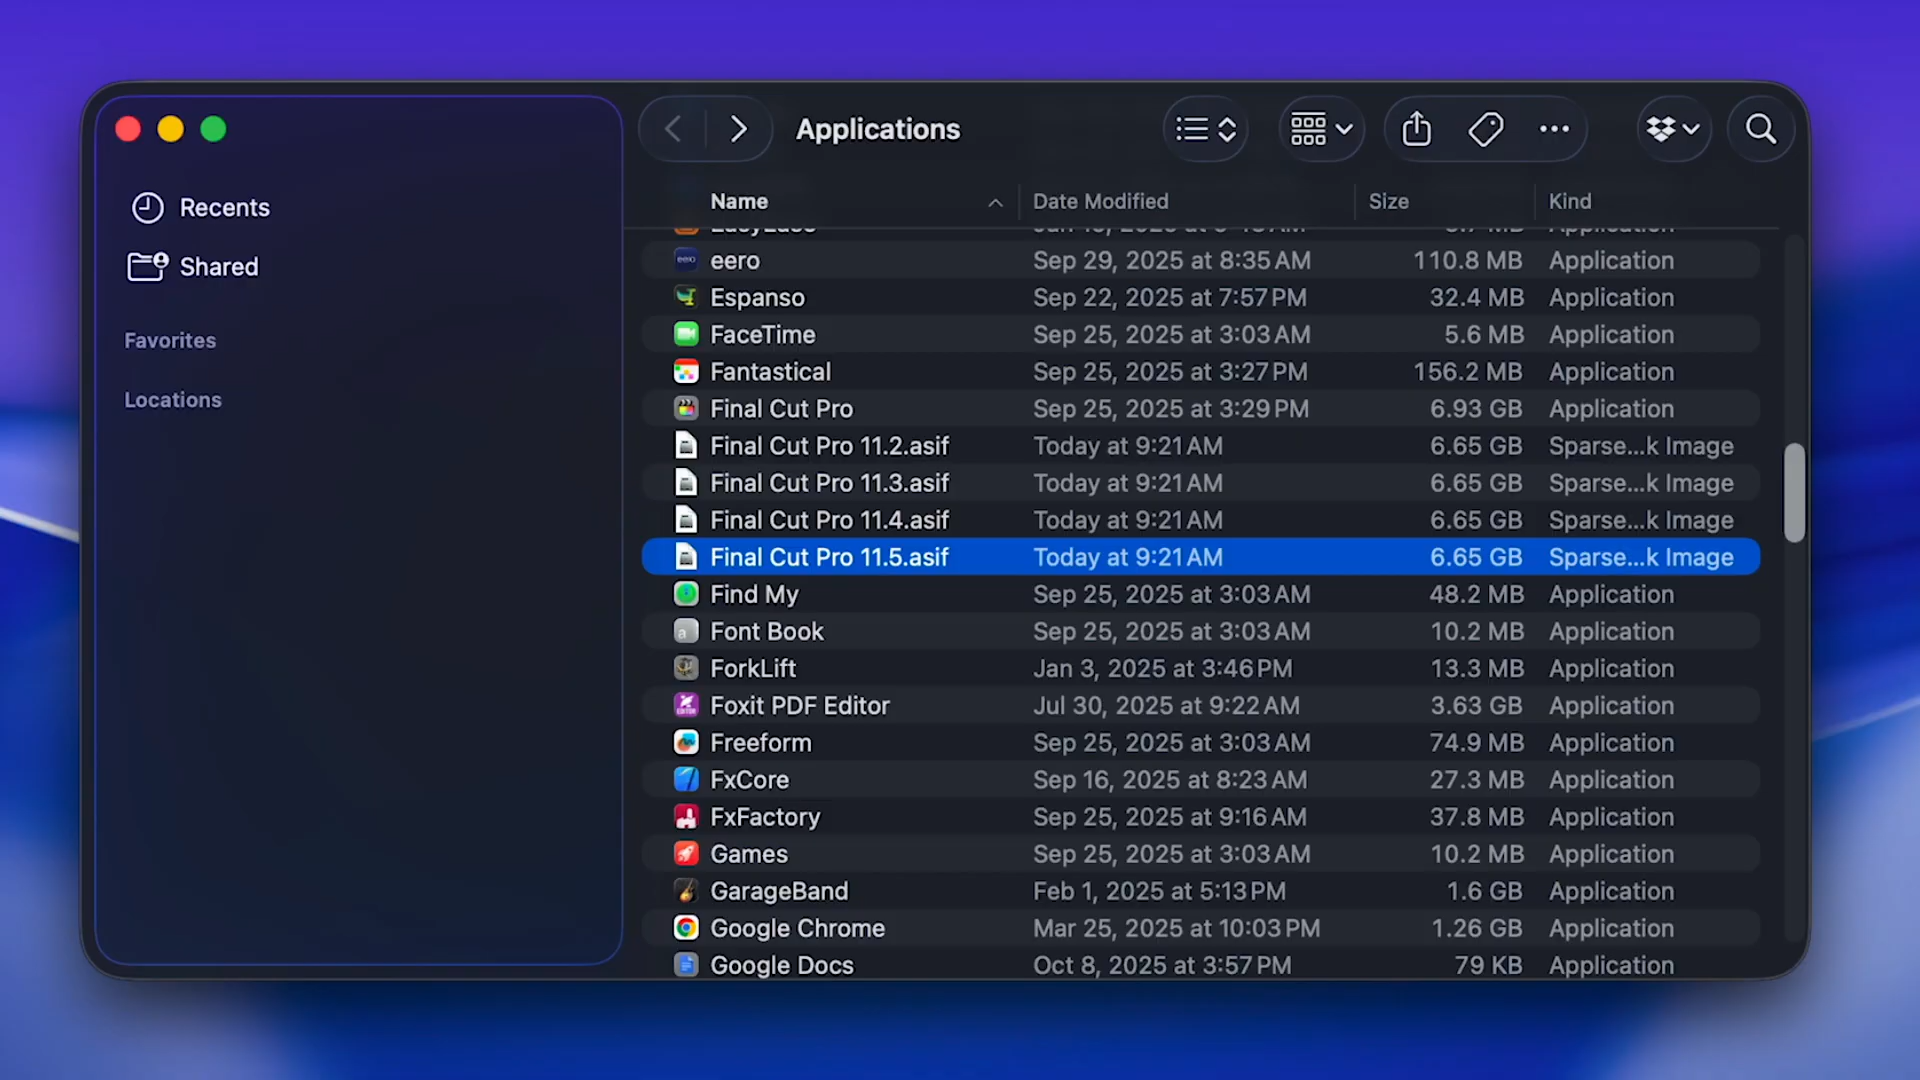 Applications
Recents
Shared
Favorites
Locations
Name Date Modified Size Kind
eero Sep 29, 2025 at 8:35 AM 110.8 MB Application
Espanso Sep 22, 2025 at 7:57 PM 32.4 MB Application
FaceTime Sep 25, 2025 at 3:03 AM 5.6 MB Application
Fantastical Sep 25, 2025 at 3:27 PM 156.2 MB Application
Final Cut Pro Sep 25, 2025 at 3:29 PM 6.93 GB Application
Final Cut Pro 11.2.asif Today at 9:21 AM 6.65 GB Sparse...k Image
Final Cut Pro 11.3.asif Today at 9:21 AM 6.65 GB Sparse...k Image
Final Cut Pro 11.4.asif Today at 9:21 AM 6.65 GB Sparse...k Image
Final Cut Pro 11.5.asif Today at 9:21 AM 6.65 GB Sparse...k Image
Find My Sep 25, 2025 at 3:03 AM 48.2 MB Application
Font Book Sep 25, 2025 at 3:03 AM 10.2 MB Application
ForkLift Jan 3, 2025 at 3:46 PM 13.3 MB Application
Foxit PDF Editor Jul 30, 2025 at 9:22 AM 3.63 GB Application
Freeform Sep 25, 2025 at 3:03 AM 74.9 MB Application
FxCore Sep 16, 2025 at 8:23 AM 27.3 MB Application
FxFactory Sep 25, 2025 at 9:16 AM 37.8 MB Application
Games Sep 25, 2025 at 3:03 AM 10.2 MB Application
GarageBand Feb 1, 2025 at 5:13 PM 1.6 GB Application
Google Chrome Mar 25, 2025 at 10:03 PM 1.26 GB Application
Google Docs Oct 8, 2025 at 3:57 PM 79 KB Application